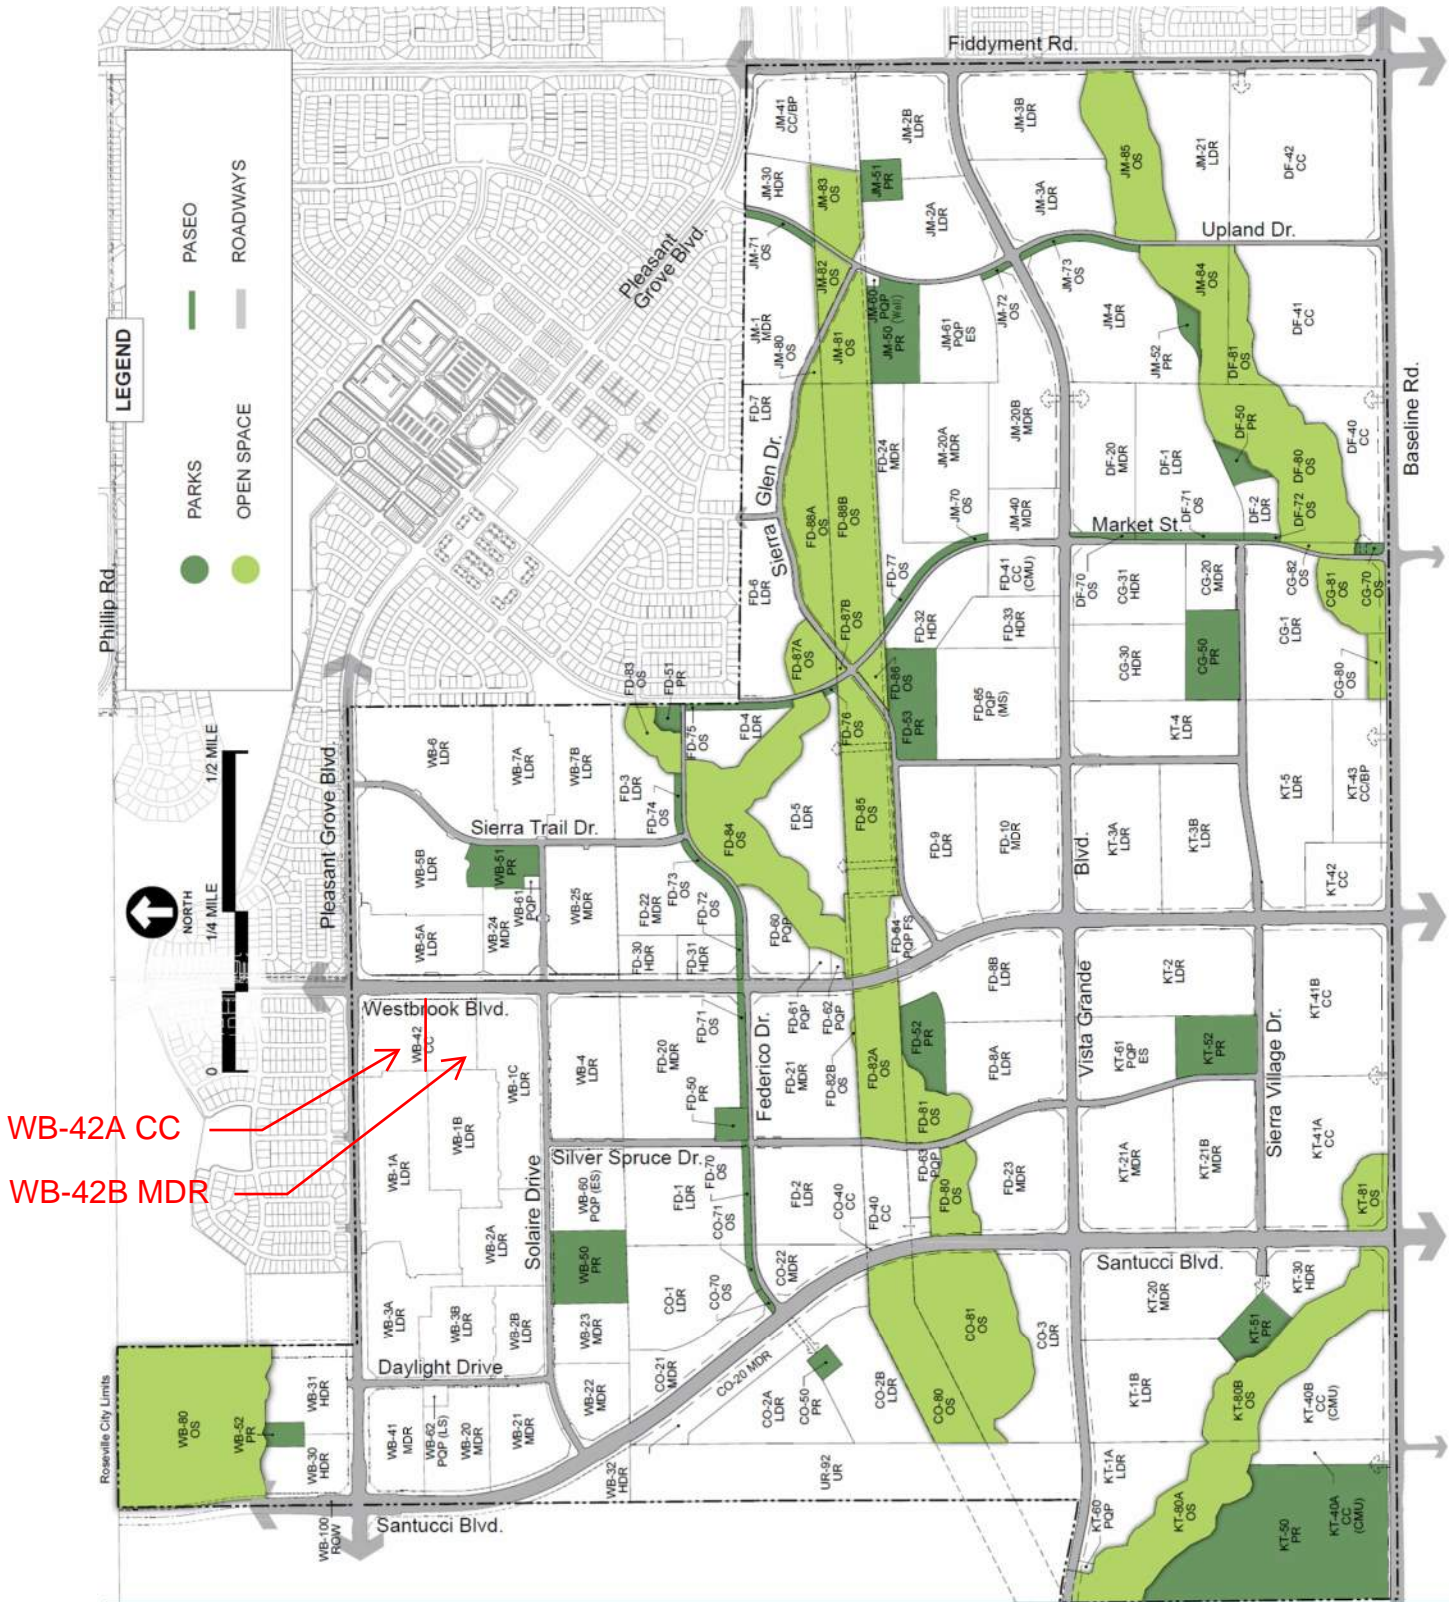 Fiddyment Rd.
LEGEND
PASEO
ROADWAYS
PARKS
OPEN SPACE
Phillip Rd.
Pleasant
Grove Blvd.
JM-41
CC/BP
JM-2B
LDR
JM-3B
LDR
JM-85
OS
JM-21
LDR
DF-42
CC
JM-30
HDR
JM-83
OS
JM-51
PR
JM-2A
LDR
JM-3A
LDR
Upland Dr.
JM-71
OS
JM-82
OS
JM-1
MDR
JM-80
OS
JM-81
OS
JM-60
PQP
(Well)
JM-50
PR
JM-61
PQP
ES
JM-72
OS
JM-73
OS
JM-4
LDR
JM-84
OS
JM-52
PR
DF-81
OS
DF-41
CC
FD-7
LDR
Sierra Glen Dr.
FD-24
MDR
JM-20A
MDR
JM-20B
MDR
DF-20
MDR
DF-1
LDR
DF-50
PR
DF-40
CC
Baseline Rd.
FD-88A
OS
FD-88B
OS
JM-70
OS
JM-40
MDR
Market St.
DF-71
OS
DF-2
LDR
DF-80
OS
DF-72
OS
FD-6
LDR
FD-77
OS
FD-41
CC
(CMU)
DF-70
OS
CG-31
HDR
CG-20
MDR
CG-82
OS
CG-81
OS
CG-70
OS
FD-87A
OS
FD-87B
OS
FD-32
HDR
FD-33
HDR
CG-30
HDR
CG-50
PR
CG-1
LDR
CG-80
OS
FD-83
OS
FD-51
PR
FD-86
OS
FD-53
PR
FD-65
PQP
(MS)
KT-4
LDR
FD-75
OS
FD-4
LDR
FD-76
OS
1/2 MILE
1/4 MILE
0
NORTH
Pleasant Grove Blvd.
WB-6
LDR
WB-7A
LDR
WB-7B
LDR
FD-3
LDR
FD-74
OS
FD-84
OS
FD-5
LDR
FD-85
OS
FD-9
LDR
FD-10
MDR
Blvd.
KT-3A
LDR
KT-3B
LDR
KT-5
LDR
KT-43
CC/BP
KT-42
CC
Sierra Trail Dr.
WB-5B
LDR
WB-51
PR
WB-61
PQP
WB-25
MDR
FD-22
MDR
FD-73
OS
FD-72
OS
WB-5A
LDR
WB-24
MDR
FD-30
HDR
FD-31
HDR
FD-60
PQP
FD-64
PQP FS
Westbrook Blvd.
WB-42
CC
WB-42A CC
WB-42B MDR
WB-1C
LDR
WB-4
LDR
FD-20
MDR
FD-71
OS
FD-50
PR
Federico Dr.
FD-61
PQP
FD-62
PQP
FD-21
MDR
FD-82B
OS
FD-82A
OS
FD-52
PR
FD-8B
LDR
FD-8A
LDR
FD-81
OS
Vista Grande
KT-2
LDR
KT-61
PQP
ES
KT-52
PR
Sierra Village Dr.
KT-41B
CC
KT-41A
CC
WB-1A
LDR
WB-1B
LDR
Silver Spruce Dr.
Solaire Drive
WB-60
PQP (ES)
FD-1
LDR
FD-70
OS
CO-71
OS
FD-2
LDR
CO-40
CC
FD-40
CC
FD-63
PQP
FD-80
OS
FD-23
MDR
KT-21A
MDR
KT-21B
MDR
KT-81
OS
WB-2A
LDR
WB-50
PR
CO-22
MDR
Santucci Blvd.
KT-20
MDR
KT-30
HDR
WB-3A
LDR
WB-3B
LDR
WB-2B
LDR
WB-23
MDR
CO-1
LDR
CO-70
OS
CO-81
OS
CO-3
LDR
KT-51
PR
Daylight Drive
WB-22
MDR
CO-21
MDR
CO-20 MDR
CO-2A
LDR
CO-50
PR
CO-2B
LDR
CO-80
OS
KT-1B
LDR
KT-80B
OS
KT-40B
CC
(CMU)
Roseville City Limits
WB-80
OS
WB-52
PR
WB-31
HDR
WB-30
HDR
WB-41
MDR
WB-62
PQP (LS)
WB-20
MDR
WB-21
MDR
WB-32
HDR
UR-92
UR
KT-1A
LDR
KT-60
PQP
KT-80A
OS
KT-50
PR
KT-40A
CC
(CMU)
WB-100
ROW
Santucci Blvd.